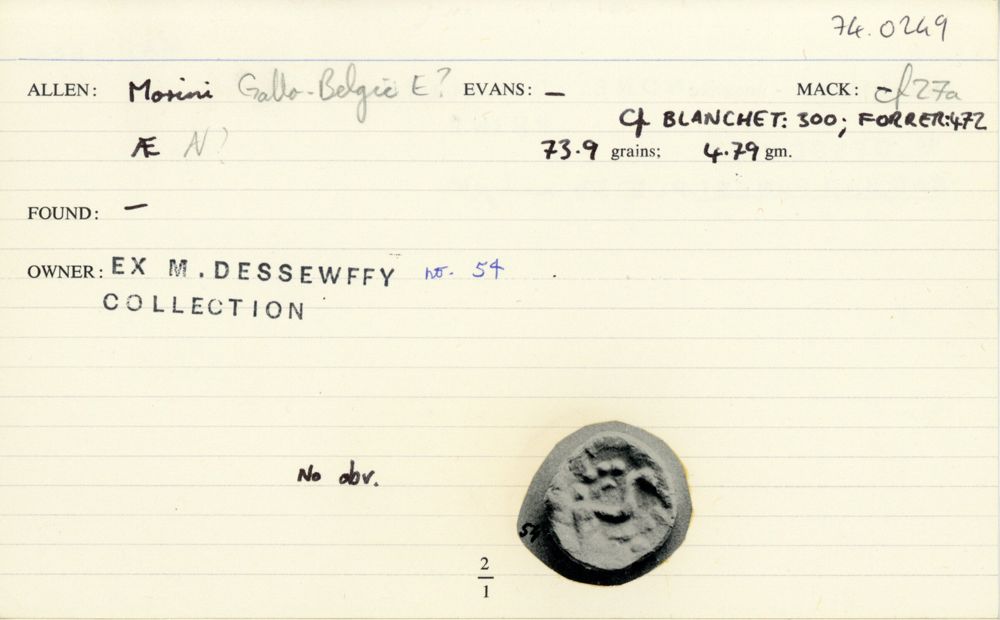 74.0249
ALLEN: Morini Gallo-Belgic E? EVANS: — MACK: — cf 27a
Cf BLANCHET: 300; FORRER: 472
Æ N? 73.9 grains; 4.79 gm.
FOUND: —
OWNER: EX M. DESSEWFFY no. 54
COLLECTION
No obv.
54
2
1